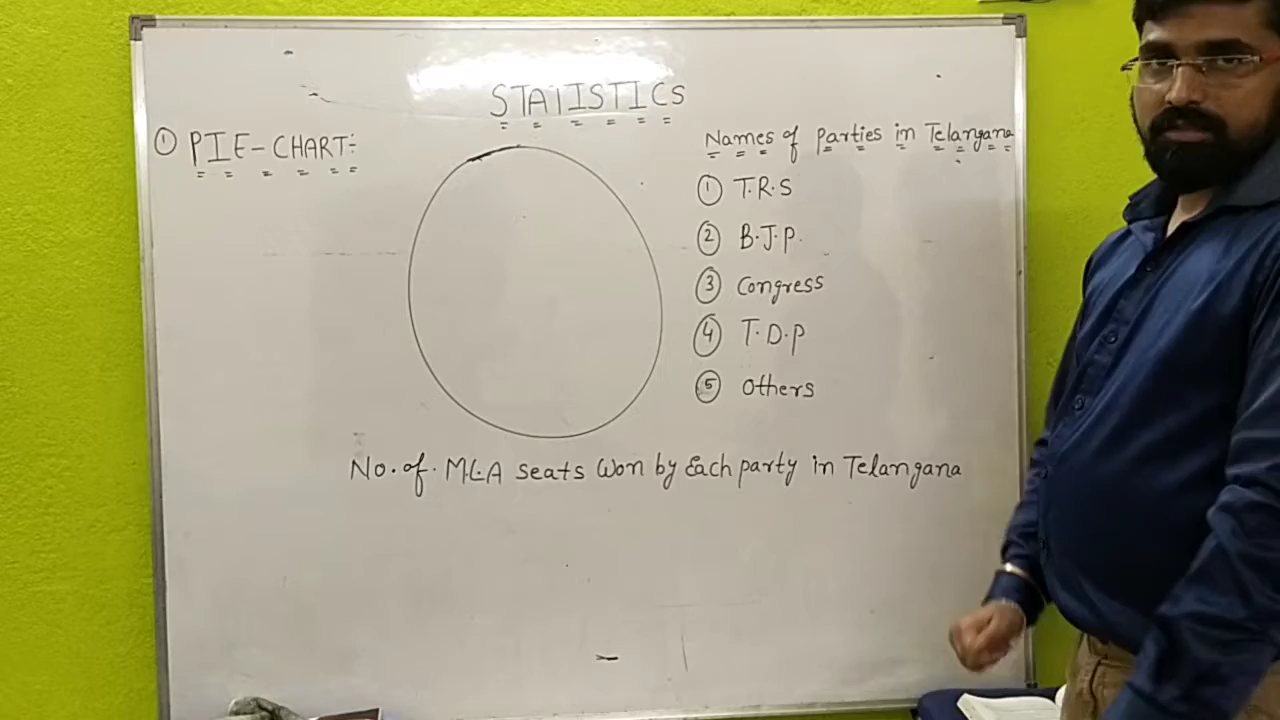 STATISTICS
① PIE-CHART:
Names of Parties in Telangana
① T.R.S
② B.J.P.
③ Congress
④ T.D.P
⑤ Others
No. of. MLA seats Won by Each party in Telangana